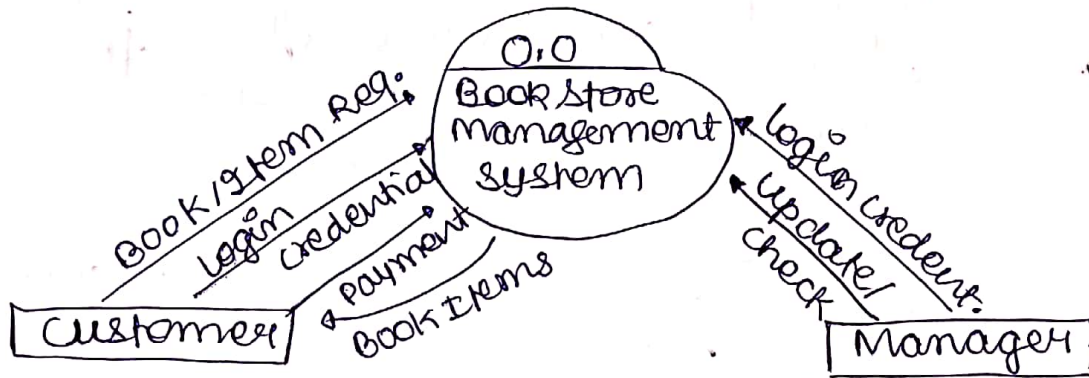 0.0
Book Store
Management
System
Book/Item Req.
Login
Credential
Payment
Book Items
Login Credent.
Update/
Check
Customer
Manager